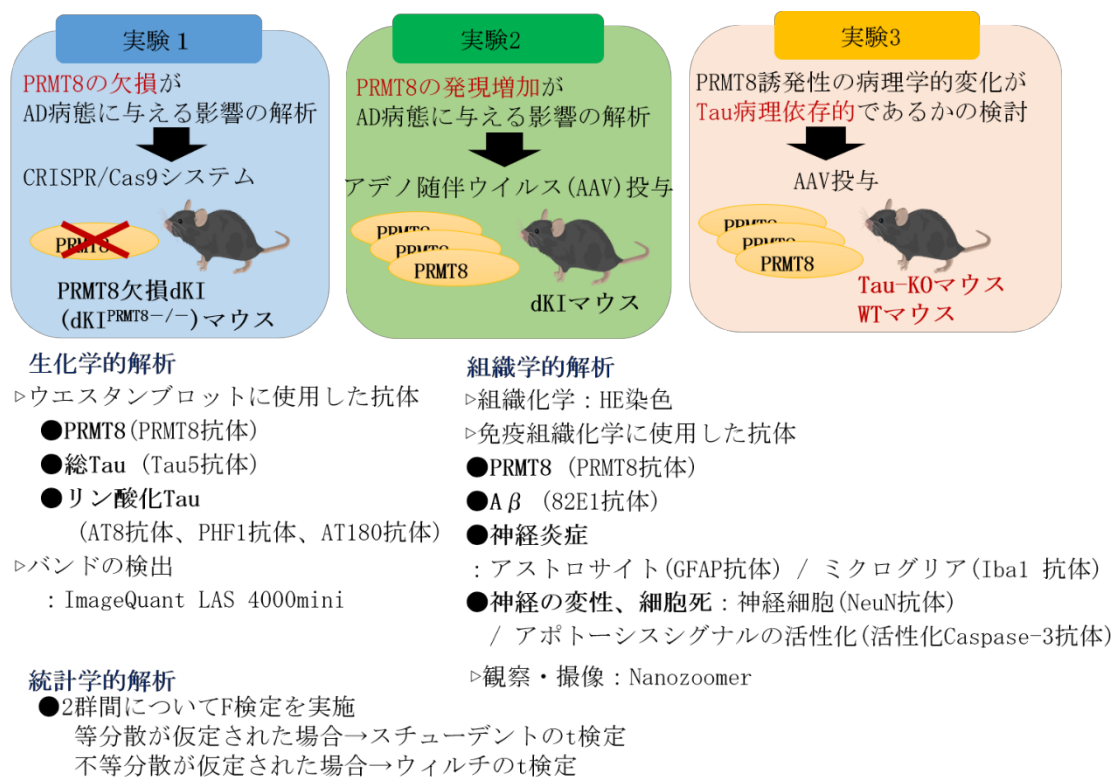 実験1
PRMT8の欠損が
AD病態に与える影響の解析
CRISPR/Cas9システム
PRMT8
PRMT8欠損dKI
(dKIPRMT8−/−)マウス
実験2
PRMT8の発現増加が
AD病態に与える影響の解析
アデノ随伴ウイルス(AAV)投与
PRMT8
PRMT8
PRMT8
dKIマウス
実験3
PRMT8誘発性の病理学的変化が
Tau病理依存的であるかの検討
AAV投与
PRMT8
PRMT8
PRMT8
Tau-KOマウス
WTマウス
生化学的解析
▷ウエスタンブロットに使用した抗体
●PRMT8(PRMT8抗体)
●総Tau (Tau5抗体)
●リン酸化Tau
(AT8抗体、PHF1抗体、AT180抗体)
▷バンドの検出
：ImageQuant LAS 4000mini
統計学的解析
●2群間についてF検定を実施
等分散が仮定された場合→スチューデントのt検定
不等分散が仮定された場合→ウィルチのt検定
組織学的解析
▷組織化学：HE染色
▷免疫組織化学に使用した抗体
●PRMT8 (PRMT8抗体)
●Aβ (82E1抗体)
●神経炎症
：アストロサイト(GFAP抗体) / ミクログリア(Iba1 抗体)
●神経の変性、細胞死：神経細胞(NeuN抗体)
/ アポトーシスシグナルの活性化(活性化Caspase-3抗体)
▷観察・撮像：Nanozoomer